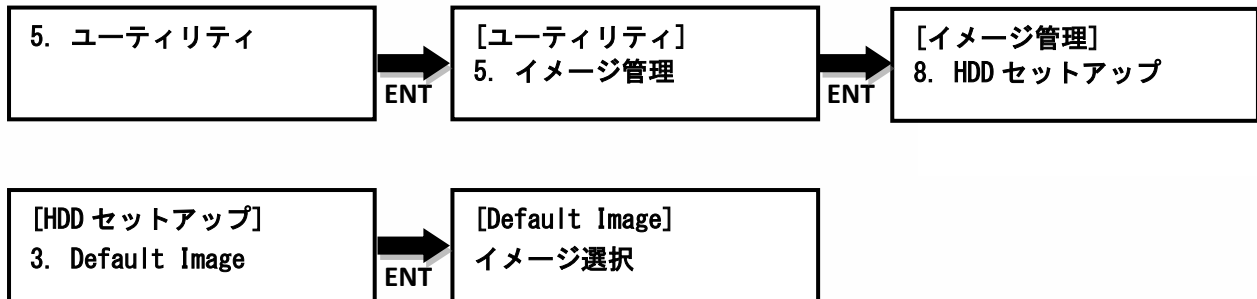 5. ユーティリティ
ENT
[ユーティリティ]
5. イメージ管理
ENT
[イメージ管理]
8. HDD セットアップ
[HDD セットアップ]
3. Default Image
ENT
[Default Image]
イメージ選択